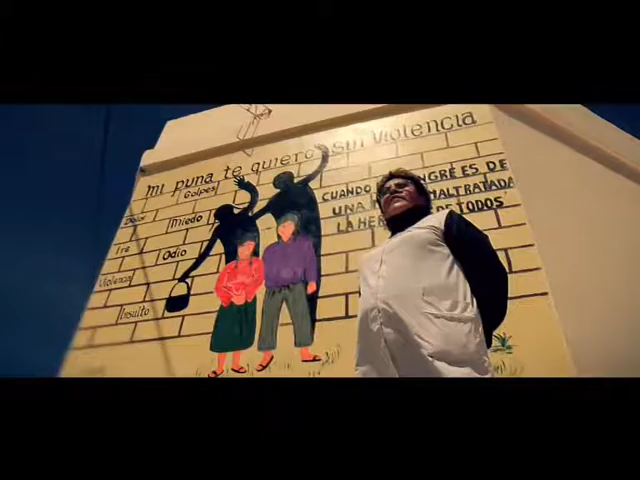 mi puna te quiero sin violencia
Golpes
Dolor
Miedo
Ira
Odio
Violencia
Insulto
CUANDO
ANGRE ES DE
UNA
MALTRATADA
LA HE
DE TODOS